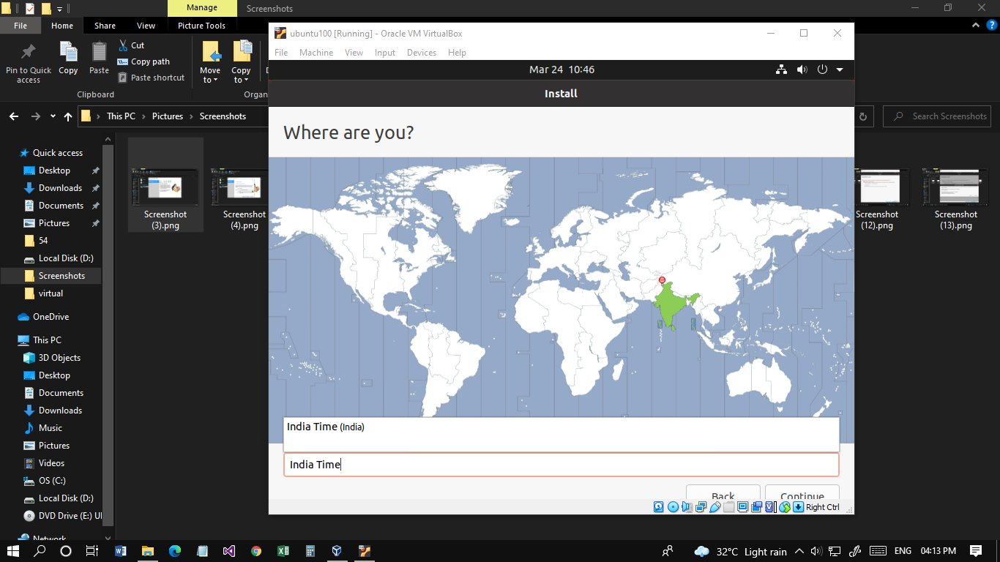 Manage
Screenshots
File
Home
Share
View
Picture Tools
Pin to Quick
access
Copy
Paste
Cut
Copy path
Paste shortcut
Move
to
Copy
to
Clipboard
Organ
This PC
Pictures
Screenshots
Search Screenshots
Quick access
Desktop
Downloads
Documents
Pictures
54
Local Disk (D:)
Screenshots
virtual
OneDrive
This PC
3D Objects
Desktop
Documents
Downloads
Music
Pictures
Videos
OS (C:)
Local Disk (D:)
DVD Drive (E:) U
Network
Screenshot
(3).png
Screenshot
(4).png
Screenshot
(12).png
Screenshot
(13).png
ubuntu100 [Running] - Oracle VM VirtualBox
File Machine View Input Devices Help
Mar 24 10:46
Install
Where are you?
India Time (India)
India Time
Back
Continue
Right Ctrl
32°C Light rain
ENG
04:13 PM